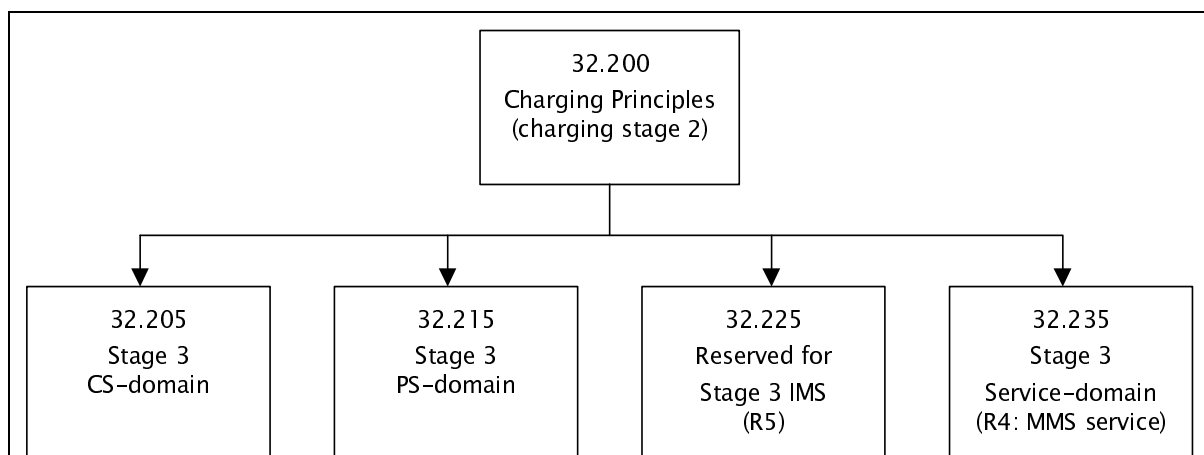 32.200
Charging Principles
(charging stage 2)
32.205
Stage 3
CS-domain
32.215
Stage 3
PS-domain
32.225
Reserved for
Stage 3 IMS
(R5)
32.235
Stage 3
Service-domain
(R4: MMS service)